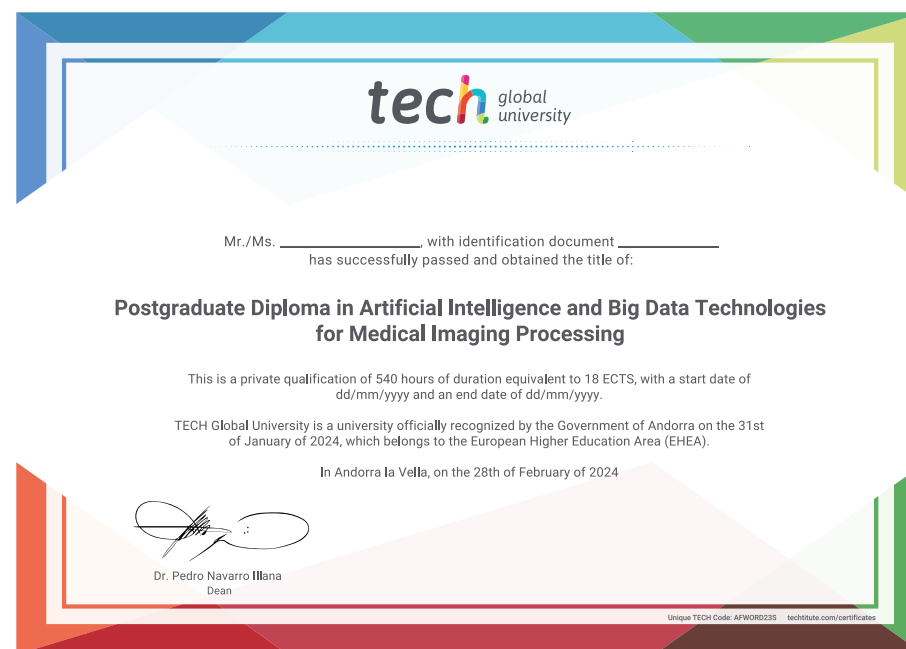 tech global university
Mr./Ms. ____________________, with identification document ______________
has successfully passed and obtained the title of:
Postgraduate Diploma in Artificial Intelligence and Big Data Technologies
for Medical Imaging Processing
This is a private qualification of 540 hours of duration equivalent to 18 ECTS, with a start date of
dd/mm/yyyy and an end date of dd/mm/yyyy.
TECH Global University is a university officially recognized by the Government of Andorra on the 31st
of January of 2024, which belongs to the European Higher Education Area (EHEA).
In Andorra la Vella, on the 28th of February of 2024
Dr. Pedro Navarro Illana
Dean
Unique TECH Code: AFWORD23S techtitute.com/certificates